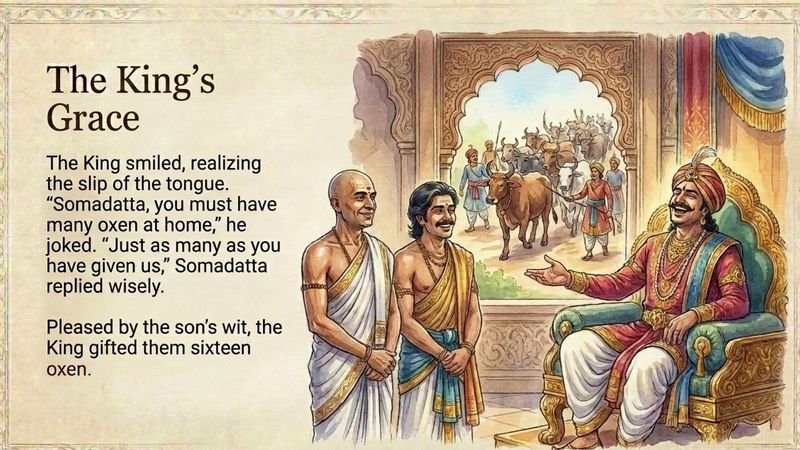 The King’s
Grace
The King smiled, realizing
the slip of the tongue.
“Somadatta, you must have
many oxen at home,” he
joked. “Just as many as you
have given us,” Somadatta
replied wisely.
Pleased by the son’s wit, the
King gifted them sixteen
oxen.